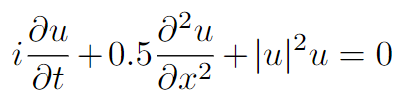 i ∂u/∂t + 0.5 ∂²u/∂x² + |u|²u = 0